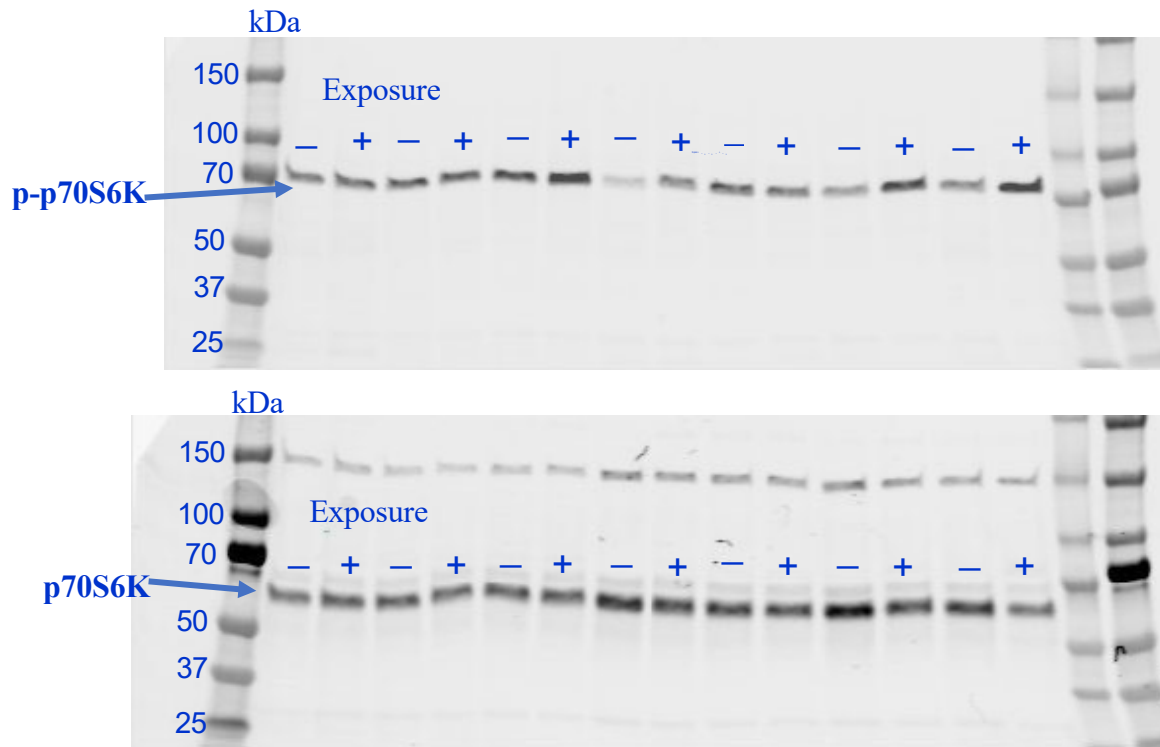 kDa
150
Exposure
100
– + – + – + – + – + – + – +
70
p-p70S6K
50
37
25
kDa
150
100
Exposure
70
– + – + – + – + – + – + – +
p70S6K
50
37
25